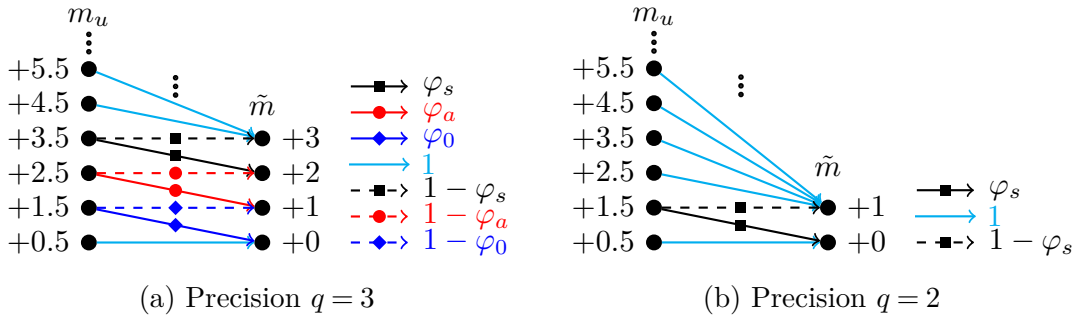 m_u
+5.5
+4.5
m̃
+3.5
+3
+2.5
+2
+1.5
+1
+0.5
+0
φ_s
φ_a
φ_0
1
1 − φ_s
1 − φ_a
1 − φ_0
(a) Precision q = 3
m_u
+5.5
+4.5
+3.5
m̃
+2.5
+1.5
+1
+0.5
+0
φ_s
1
1 − φ_s
(b) Precision q = 2